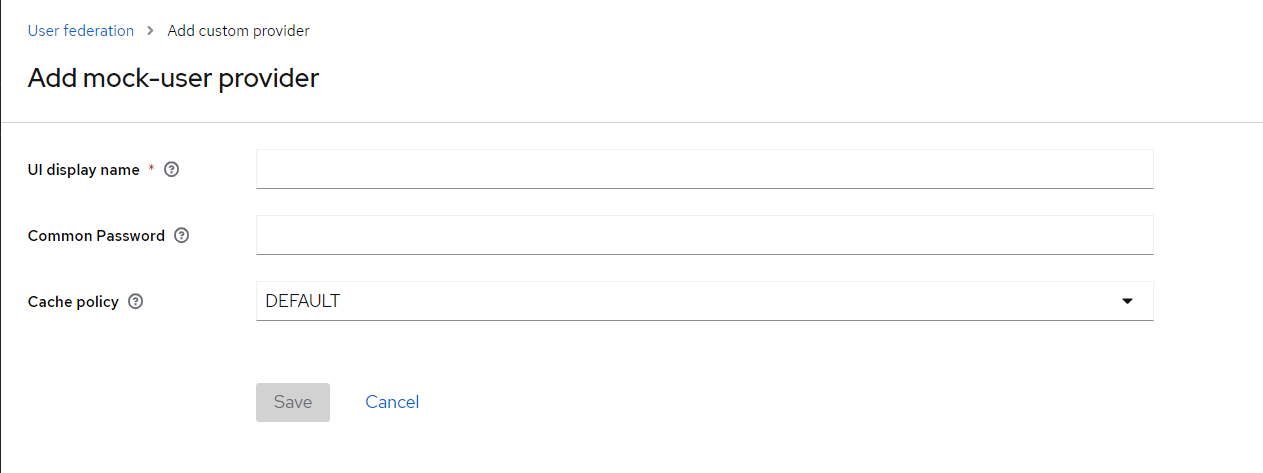 User federation > Add custom provider
Add mock-user provider
UI display name * ?
Common Password ?
Cache policy ? DEFAULT
Save Cancel